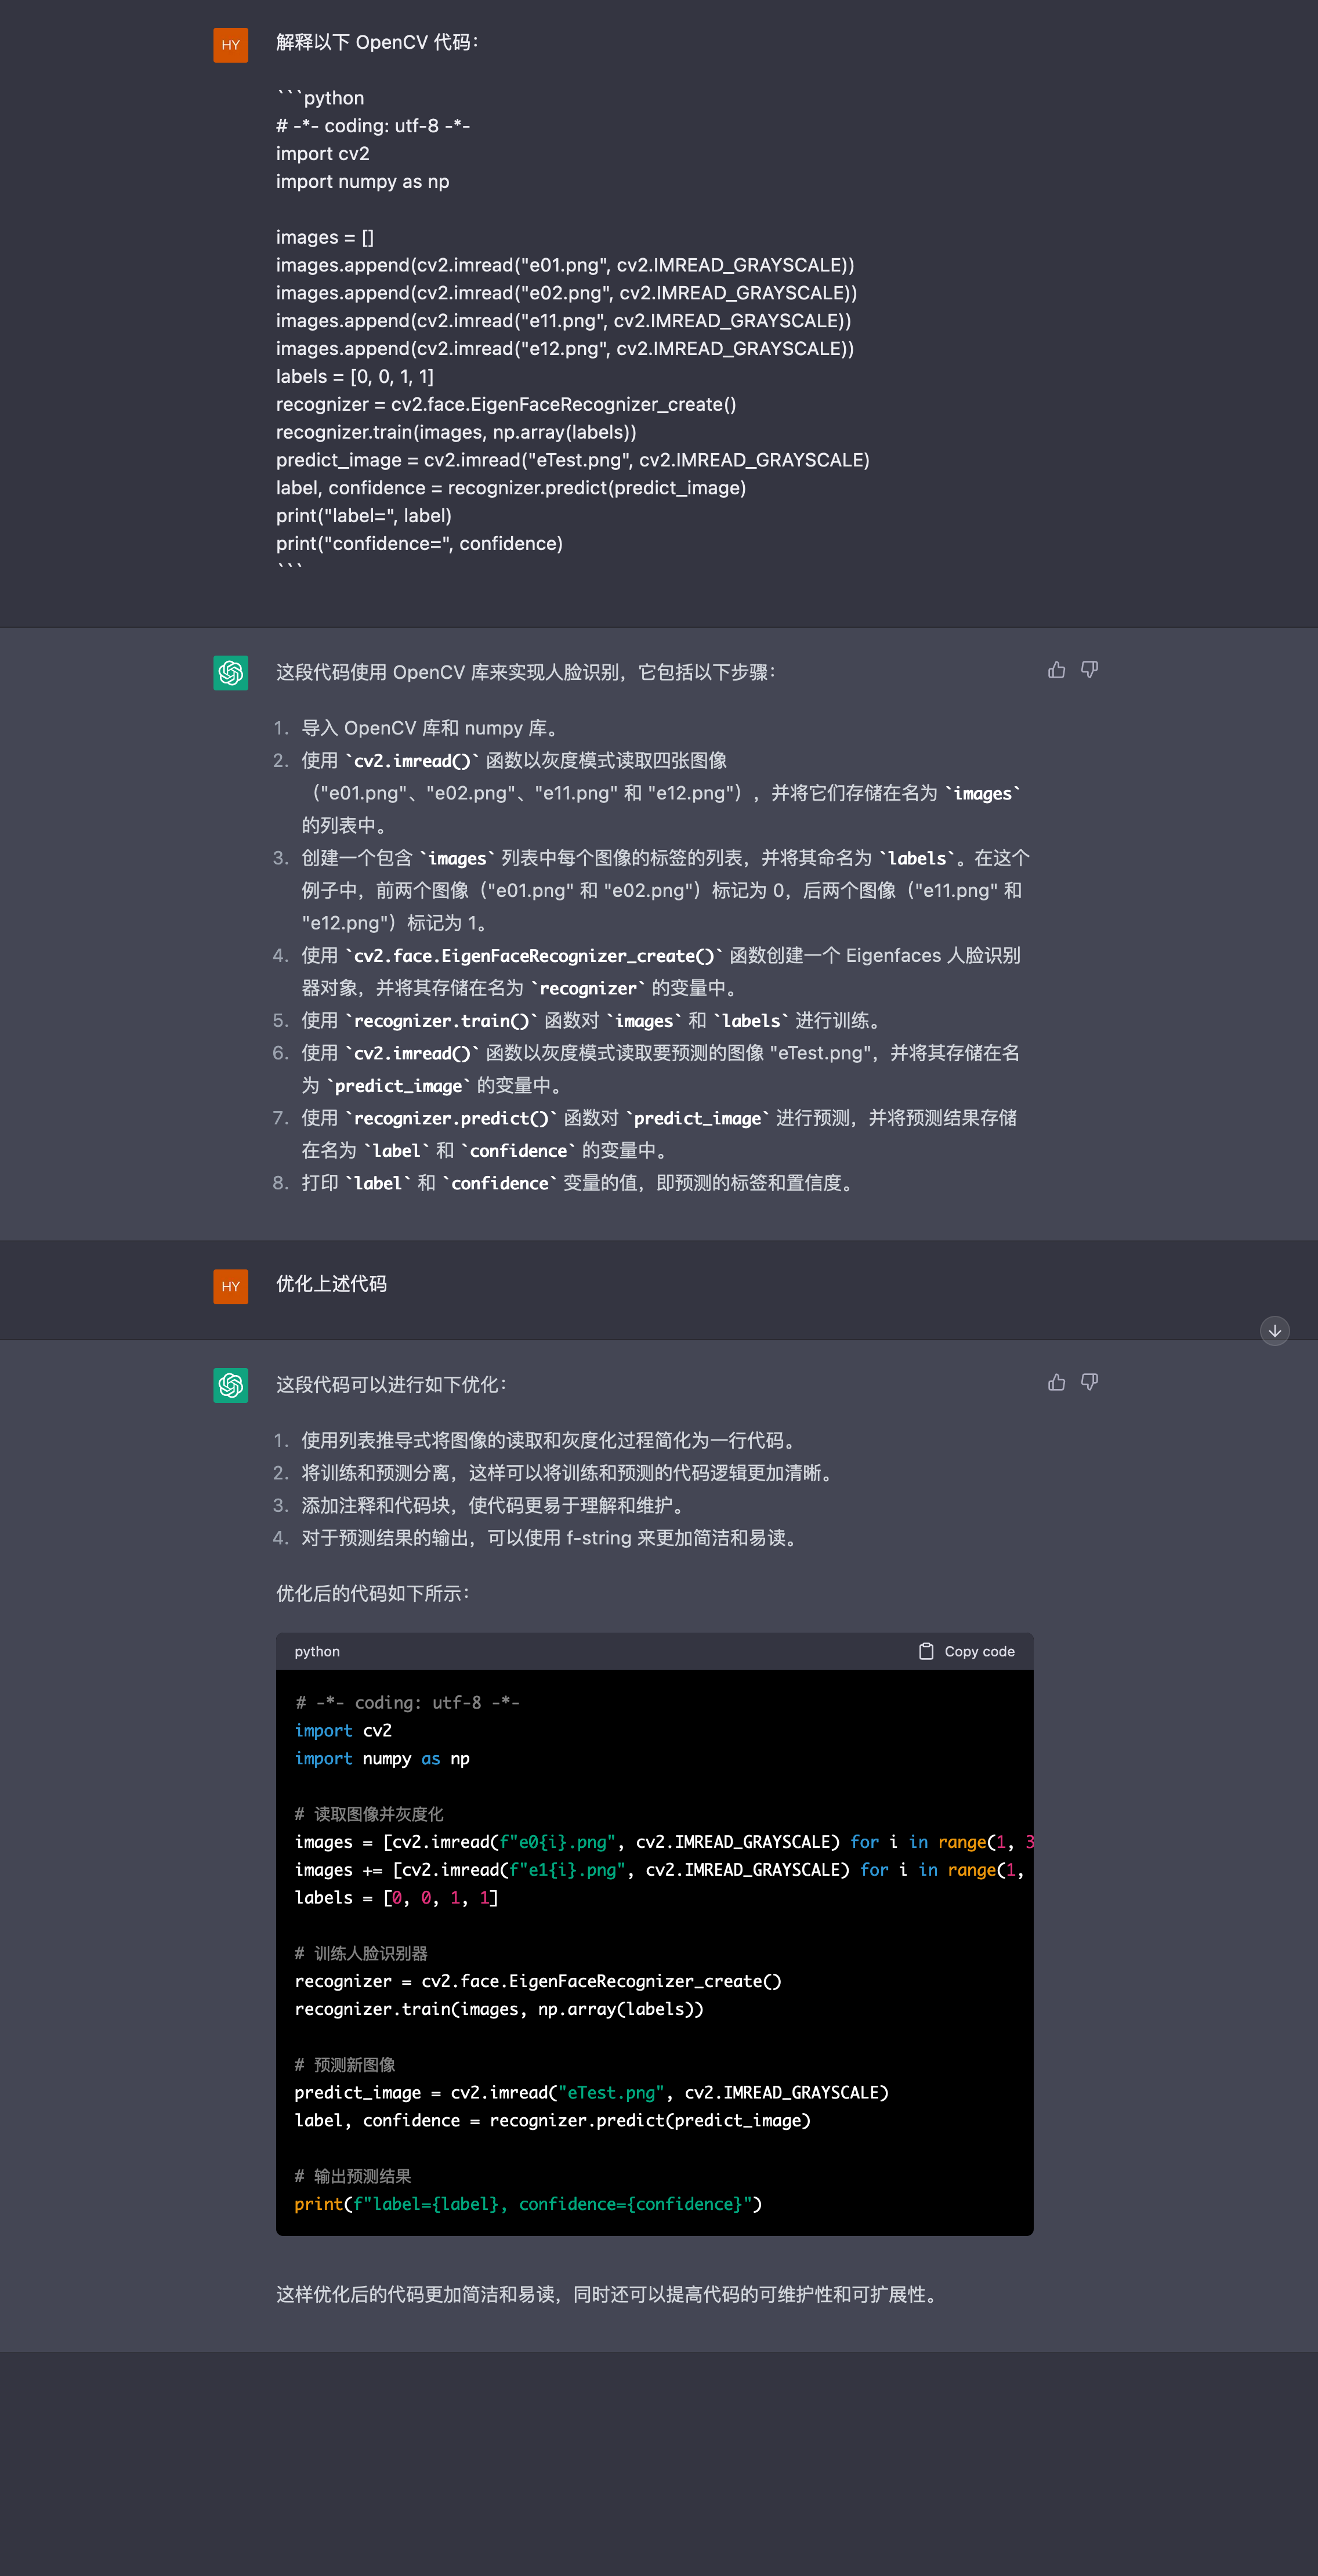 HY
解释以下 OpenCV 代码：
```python
# -*- coding: utf-8 -*-
import cv2
import numpy as np
images = []
images.append(cv2.imread("e01.png", cv2.IMREAD_GRAYSCALE))
images.append(cv2.imread("e02.png", cv2.IMREAD_GRAYSCALE))
images.append(cv2.imread("e11.png", cv2.IMREAD_GRAYSCALE))
images.append(cv2.imread("e12.png", cv2.IMREAD_GRAYSCALE))
labels = [0, 0, 1, 1]
recognizer = cv2.face.EigenFaceRecognizer_create()
recognizer.train(images, np.array(labels))
predict_image = cv2.imread("eTest.png", cv2.IMREAD_GRAYSCALE)
label, confidence = recognizer.predict(predict_image)
print("label=", label)
print("confidence=", confidence)
```
这段代码使用 OpenCV 库来实现人脸识别，它包括以下步骤：
1. 导入 OpenCV 库和 numpy 库。
2. 使用 `cv2.imread()` 函数以灰度模式读取四张图像
（"e01.png"、"e02.png"、"e11.png" 和 "e12.png"），并将它们存储在名为 `images`
的列表中。
3. 创建一个包含 `images` 列表中每个图像的标签的列表，并将其命名为 `labels`。在这个
例子中，前两个图像（"e01.png" 和 "e02.png"）标记为 0，后两个图像（"e11.png" 和
"e12.png"）标记为 1。
4. 使用 `cv2.face.EigenFaceRecognizer_create()` 函数创建一个 Eigenfaces 人脸识别
器对象，并将其存储在名为 `recognizer` 的变量中。
5. 使用 `recognizer.train()` 函数对 `images` 和 `labels` 进行训练。
6. 使用 `cv2.imread()` 函数以灰度模式读取要预测的图像 "eTest.png"，并将其存储在名
为 `predict_image` 的变量中。
7. 使用 `recognizer.predict()` 函数对 `predict_image` 进行预测，并将预测结果存储
在名为 `label` 和 `confidence` 的变量中。
8. 打印 `label` 和 `confidence` 变量的值，即预测的标签和置信度。
HY
优化上述代码
这段代码可以进行如下优化：
1. 使用列表推导式将图像的读取和灰度化过程简化为一行代码。
2. 将训练和预测分离，这样可以将训练和预测的代码逻辑更加清晰。
3. 添加注释和代码块，使代码更易于理解和维护。
4. 对于预测结果的输出，可以使用 f-string 来更加简洁和易读。
优化后的代码如下所示：
python Copy code
# -*- coding: utf-8 -*-
import cv2
import numpy as np
# 读取图像并灰度化
images = [cv2.imread(f"e0{i}.png", cv2.IMREAD_GRAYSCALE) for i in range(1, 3
images += [cv2.imread(f"e1{i}.png", cv2.IMREAD_GRAYSCALE) for i in range(1,
labels = [0, 0, 1, 1]
# 训练人脸识别器
recognizer = cv2.face.EigenFaceRecognizer_create()
recognizer.train(images, np.array(labels))
# 预测新图像
predict_image = cv2.imread("eTest.png", cv2.IMREAD_GRAYSCALE)
label, confidence = recognizer.predict(predict_image)
# 输出预测结果
print(f"label={label}, confidence={confidence}")
这样优化后的代码更加简洁和易读，同时还可以提高代码的可维护性和可扩展性。